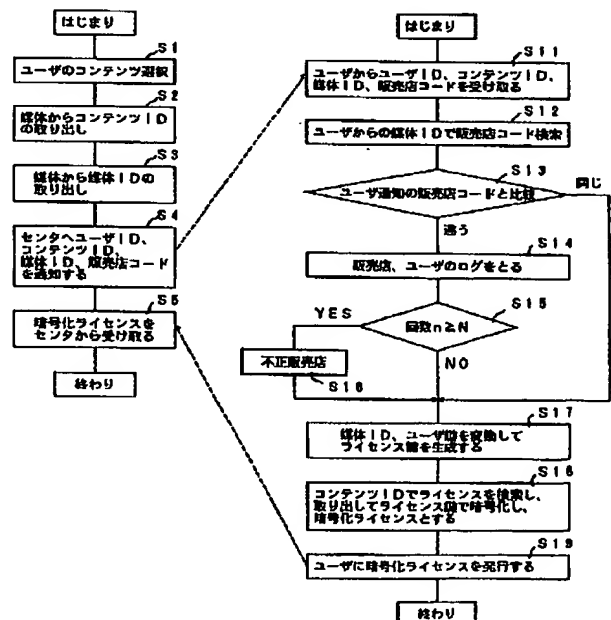 はじまり
S1
ユーザのコンテンツ選択
S2
媒体からコンテンツID
の取り出し
S3
媒体から媒体IDの
取り出し
S4
センタへユーザID、
コンテンツID、
媒体ID、販売店コード
を通知する
S5
暗号化ライセンスを
センタから受け取る
終わり
はじまり
S11
ユーザからユーザID、コンテンツID、
媒体ID、販売店コードを受け取る
S12
ユーザからの媒体IDで販売店コード検索
S13
ユーザ通知の販売店コードと比較
同じ
違う
S14
販売店、ユーザのログをとる
S15
YES
回数n≥N
不正販売店
S16
NO
S17
媒体ID、ユーザ鍵を変換して
ライセンス鍵を生成する
S18
コンテンツIDでライセンスを検索し、
取り出してライセンス鍵で暗号化し、
暗号化ライセンスとする
S19
ユーザに暗号化ライセンスを発行する
終わり